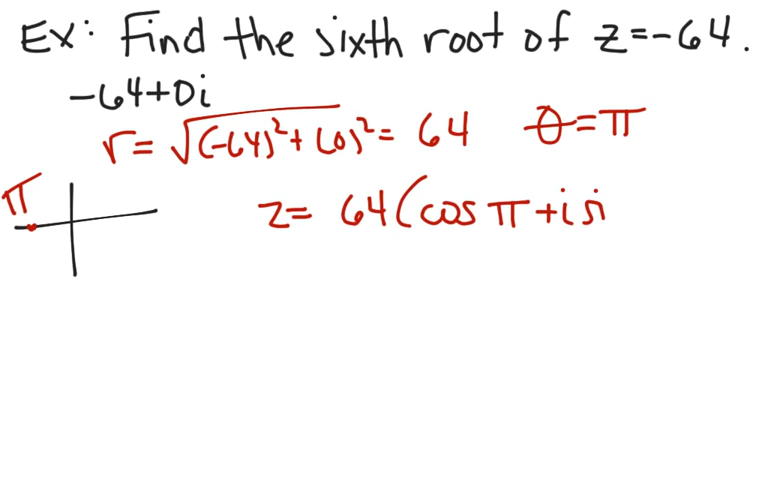 Ex: Find the sixth root of z=-64.
-64+0i
r= √(-64)²+(0)²= 64 θ=π
π
z= 64(cos π+i si